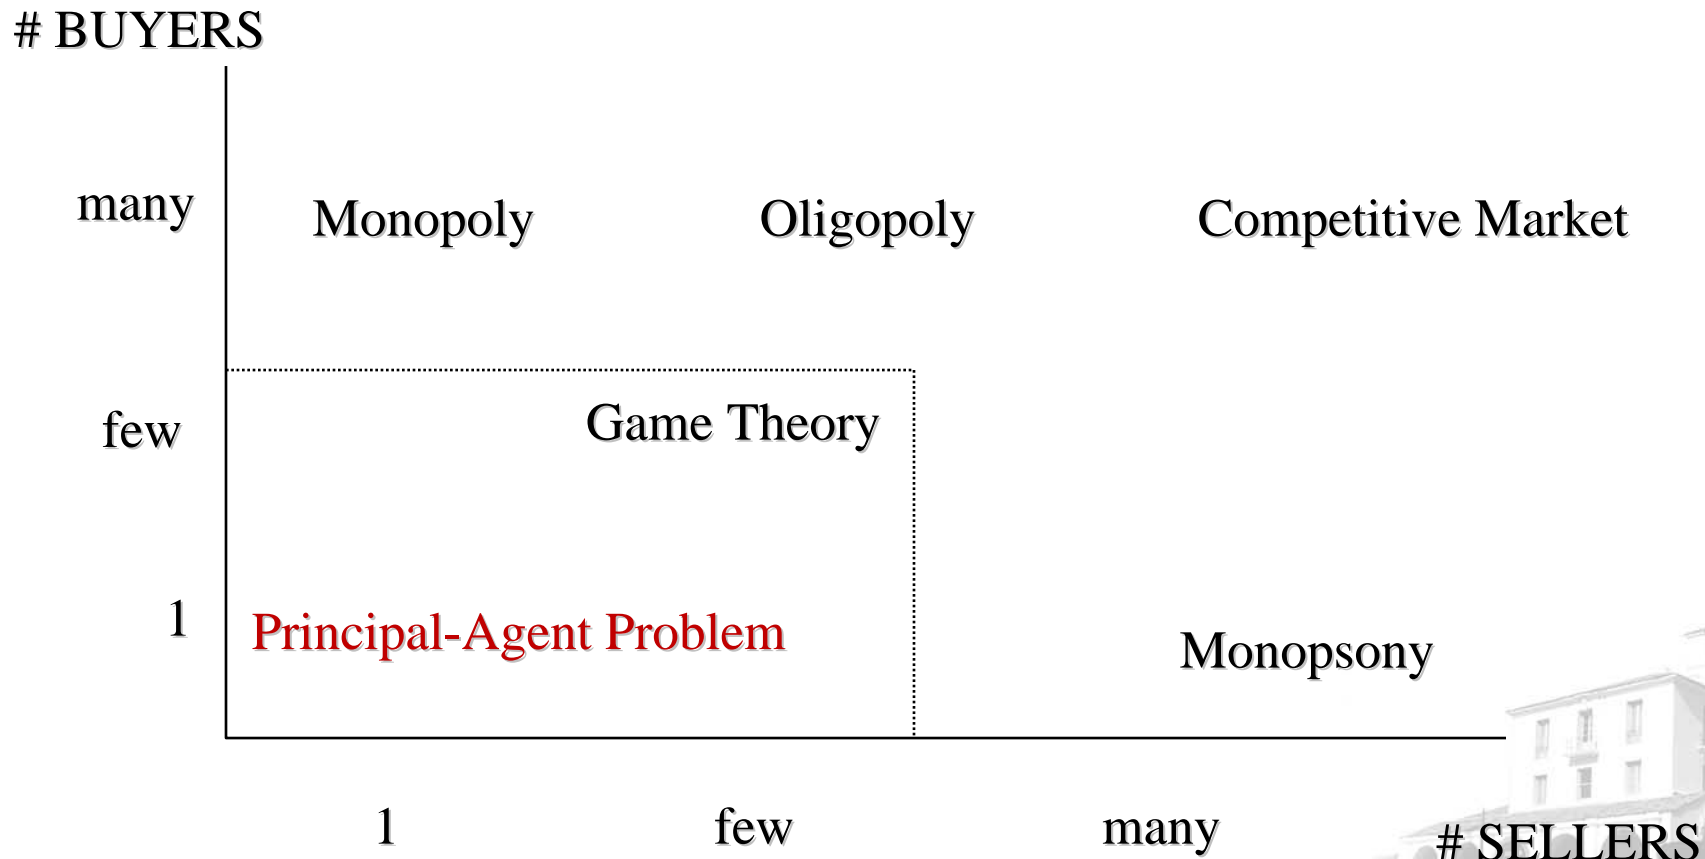 # BUYERS
many
Monopoly
Oligopoly
Competitive Market
few
Game Theory
1
Principal-Agent Problem
Monopsony
1
few
many
# SELLERS